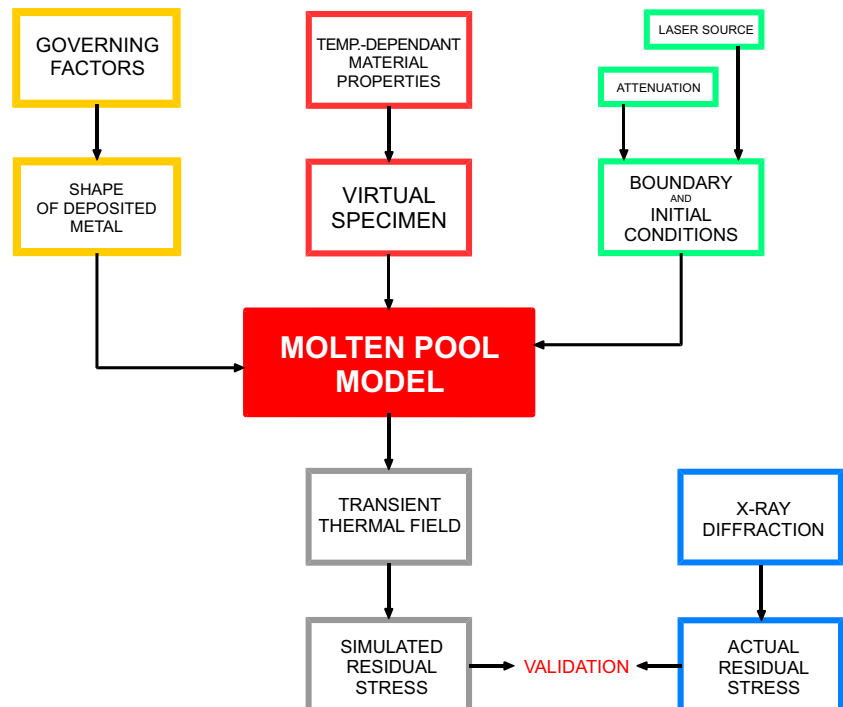 GOVERNING
FACTORS
TEMP.-DEPENDANT
MATERIAL
PROPERTIES
LASER SOURCE
ATTENUATION
SHAPE
OF DEPOSITED
METAL
VIRTUAL
SPECIMEN
BOUNDARY
AND
INITIAL
CONDITIONS
MOLTEN POOL
MODEL
TRANSIENT
THERMAL FIELD
X-RAY
DIFFRACTION
SIMULATED
RESIDUAL
STRESS
VALIDATION
ACTUAL
RESIDUAL
STRESS